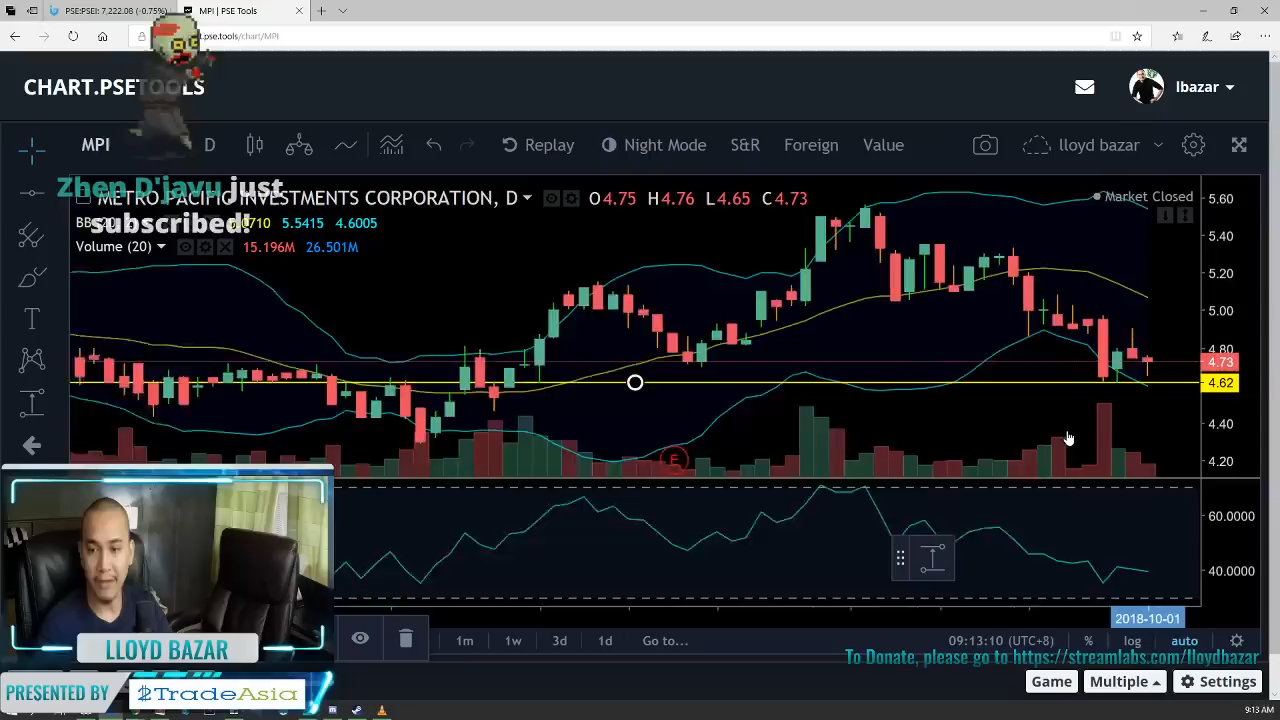 PSE:PSEI: 7,222.08 (-0.75%)
MPI | PSE Tools
pse.tools/chart/MPI
CHART.PSETOOLS
lbazar
MPI D Replay Night Mode S&R Foreign Value lloyd bazar
Zhen D'javu just
subscribed!
METRO PACIFIC INVESTMENTS CORPORATION, D O4.75 H4.76 L4.65 C4.73
Market Closed
5.5415 4.6005
Volume (20) 15.196M 26.501M
5.60
5.40
5.20
5.00
4.80
4.73
4.62
4.40
4.20
E
60.0000
40.0000
2018-10-01
1m 1w 3d 1d Go to... 09:13:10 (UTC+8) % log auto
To Donate, please go to https://streamlabs.com/lloydbazar
LLOYD BAZAR
PRESENTED BY TradeAsia
Game Multiple Settings
9:13 AM